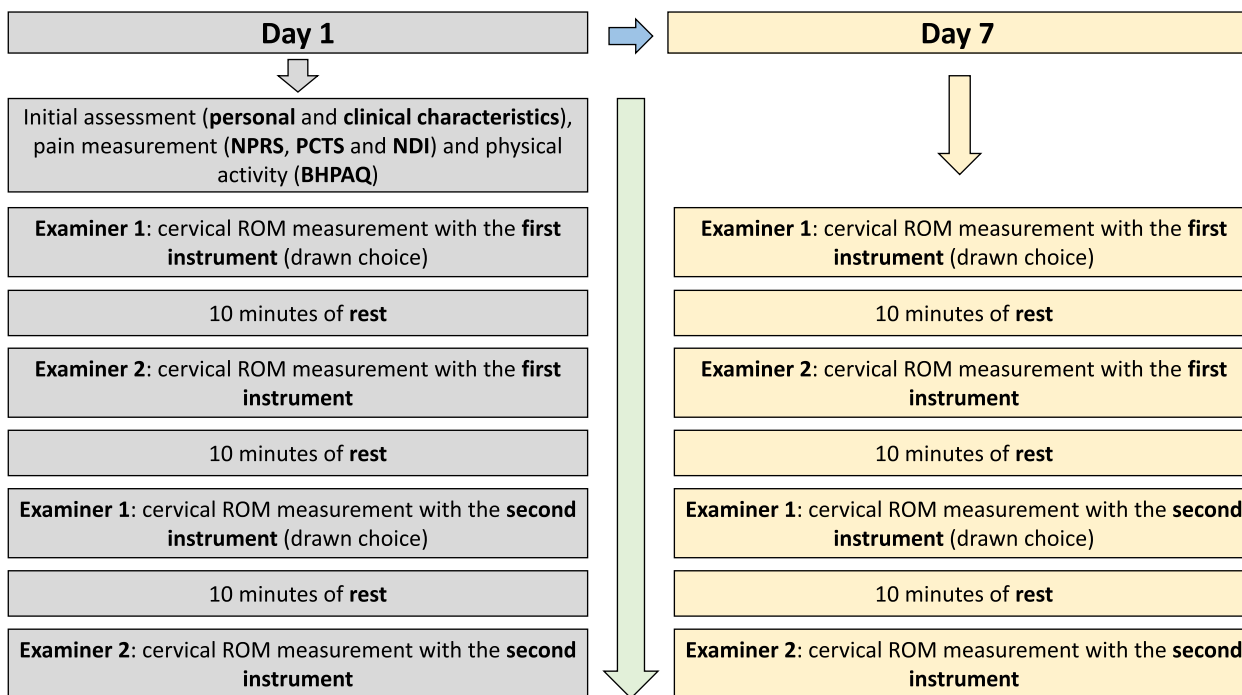 Day 1
Initial assessment (personal and clinical characteristics),
pain measurement (NPRS, PCTS and NDI) and physical
activity (BHPAQ)
Examiner 1: cervical ROM measurement with the first
instrument (drawn choice)
10 minutes of rest
Examiner 2: cervical ROM measurement with the first
instrument
10 minutes of rest
Examiner 1: cervical ROM measurement with the second
instrument (drawn choice)
10 minutes of rest
Examiner 2: cervical ROM measurement with the second
instrument
Day 7
Examiner 1: cervical ROM measurement with the first
instrument (drawn choice)
10 minutes of rest
Examiner 2: cervical ROM measurement with the first
instrument
10 minutes of rest
Examiner 1: cervical ROM measurement with the second
instrument (drawn choice)
10 minutes of rest
Examiner 2: cervical ROM measurement with the second
instrument